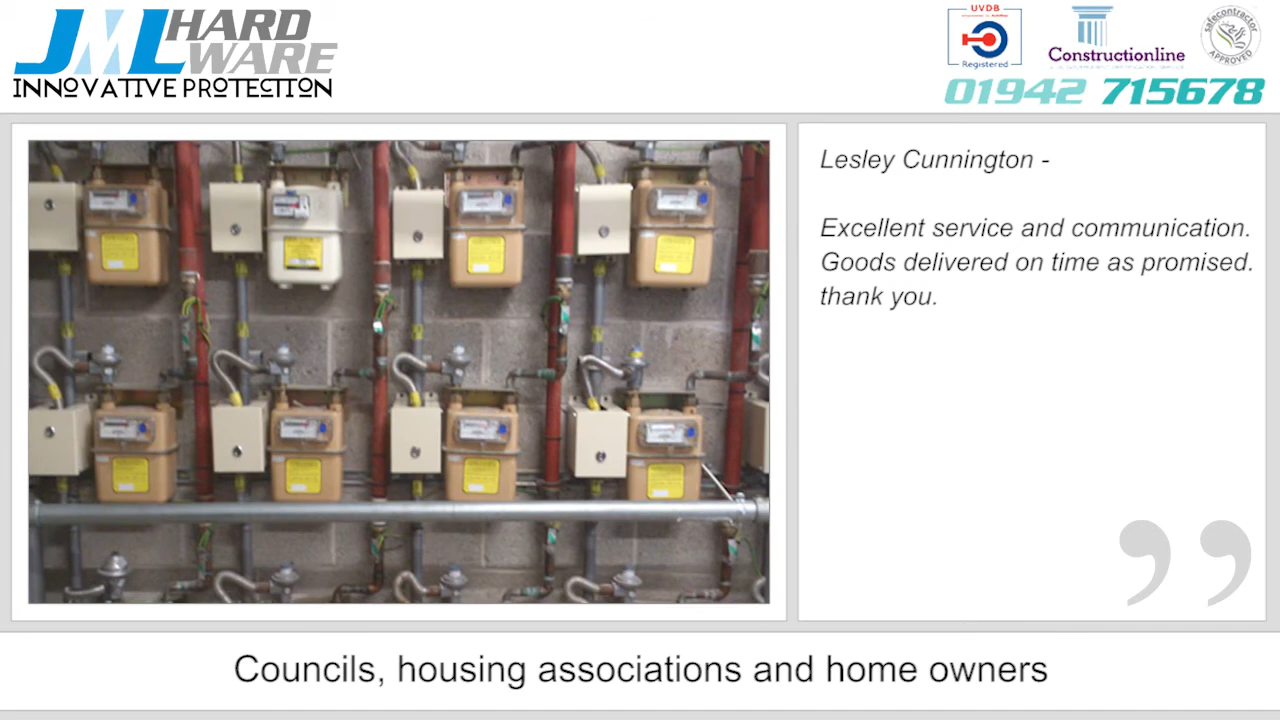 JML HARD
WARE
INNOVATIVE PROTECTION
UVDB
Registered
Constructionline
safecontractor
APPROVED
01942 715678
Lesley Cunnington -
Excellent service and communication.
Goods delivered on time as promised.
thank you.
”
Councils, housing associations and home owners